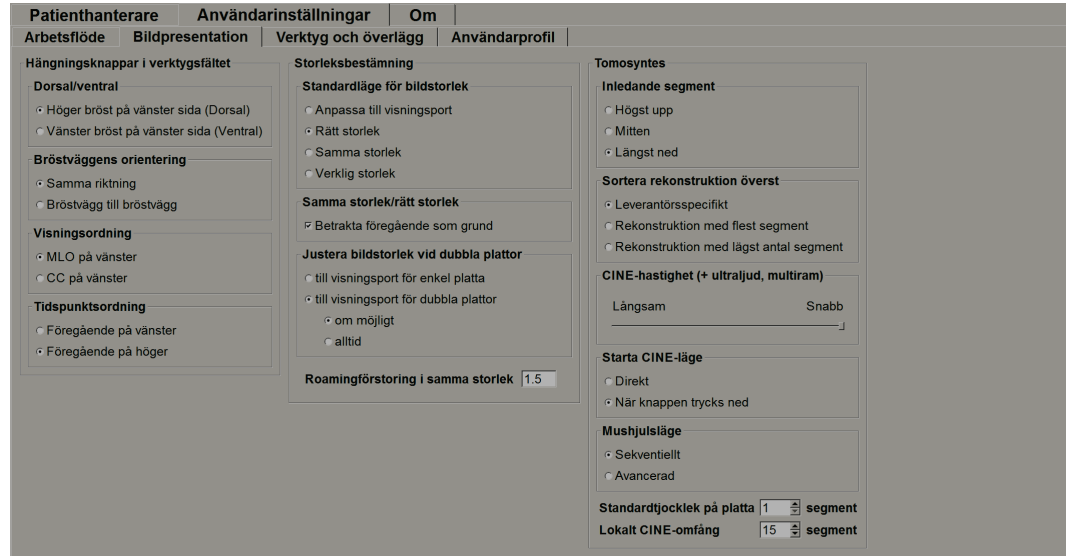 Patienthanterare Användarinställningar Om
Arbetsflöde Bildpresentation Verktyg och överlägg Användarprofil
Hängningsknappar i verktygsfältet
Dorsal/ventral
Höger bröst på vänster sida (Dorsal)
Vänster bröst på vänster sida (Ventral)
Bröstväggens orientering
Samma riktning
Bröstvägg till bröstvägg
Visningsordning
MLO på vänster
CC på vänster
Tidspunktsordning
Föregående på vänster
Föregående på höger
Storleksbestämning
Standardläge för bildstorlek
Anpassa till visningsport
Rätt storlek
Samma storlek
Verklig storlek
Samma storlek/rätt storlek
Betrakta föregående som grund
Justera bildstorlek vid dubbla plattor
till visningsport för enkel platta
till visningsport för dubbla plattor
om möjligt
alltid
Roamingförstoring i samma storlek 1.5
Tomosyntes
Inledande segment
Högst upp
Mitten
Längst ned
Sortera rekonstruktion överst
Leverantörsspecifikt
Rekonstruktion med flest segment
Rekonstruktion med lägst antal segment
CINE-hastighet (+ ultraljud, multiram)
Långsam Snabb
Starta CINE-läge
Direkt
När knappen trycks ned
Mushjulsläge
Sekventiellt
Avancerad
Standardtjocklek på platta 1 segment
Lokalt CINE-omfång 15 segment